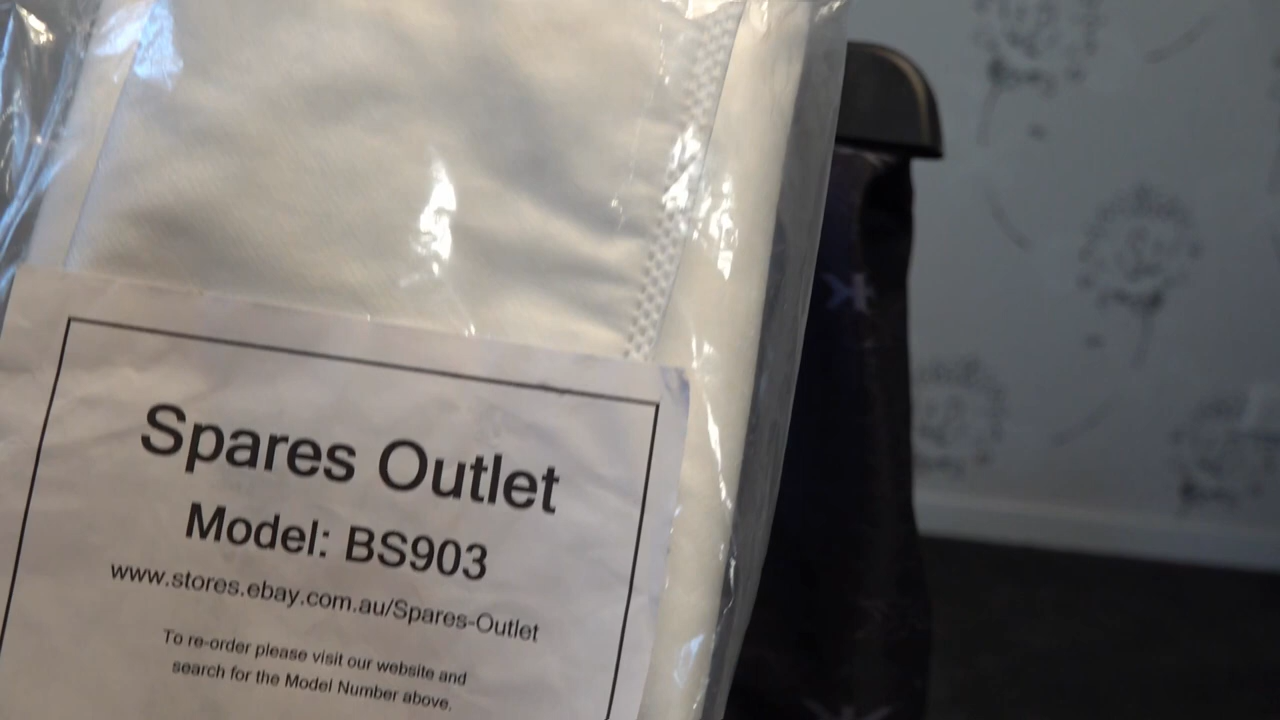 Spares Outlet
Model: BS903
www.stores.ebay.com.au/Spares-Outlet
To re-order please visit our website and
search for the Model Number above.